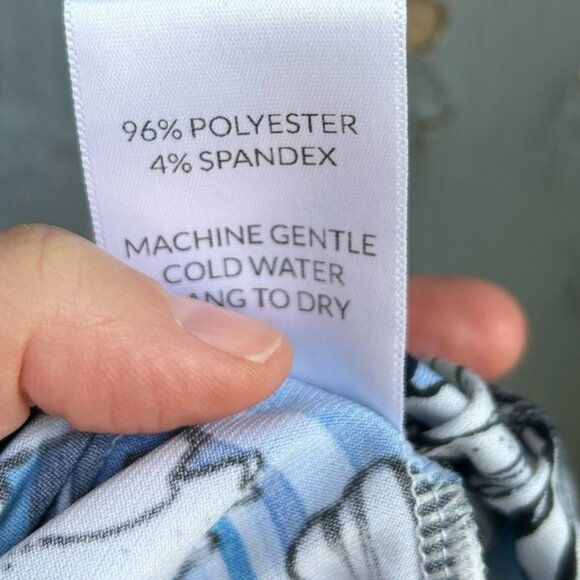 96% POLYESTER
4% SPANDEX
MACHINE GENTLE
COLD WATER
TO DRY